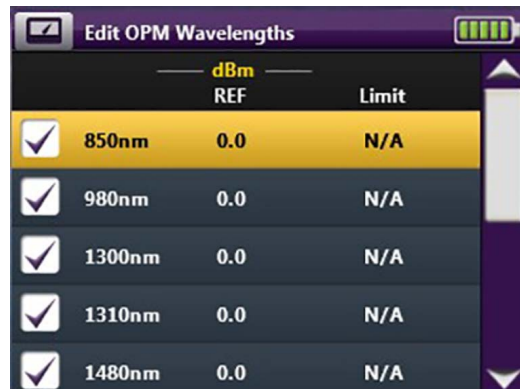 Edit OPM Wavelengths
dBm
REF Limit
850nm 0.0 N/A
980nm 0.0 N/A
1300nm 0.0 N/A
1310nm 0.0 N/A
1480nm 0.0 N/A